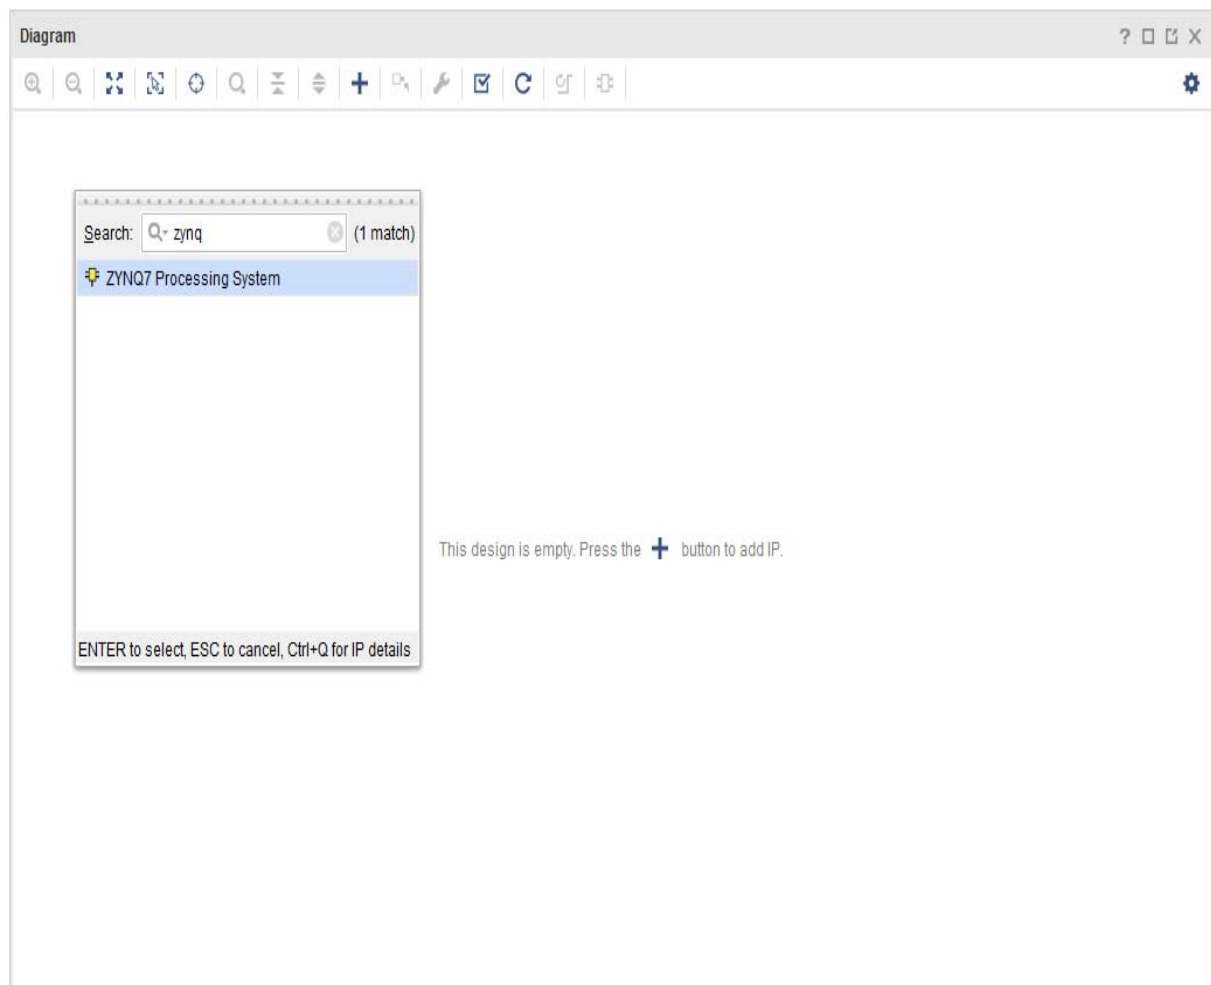 Diagram
Search: zynq (1 match)
ZYNQ7 Processing System
This design is empty. Press the button to add IP.
ENTER to select, ESC to cancel, Ctrl+Q for IP details